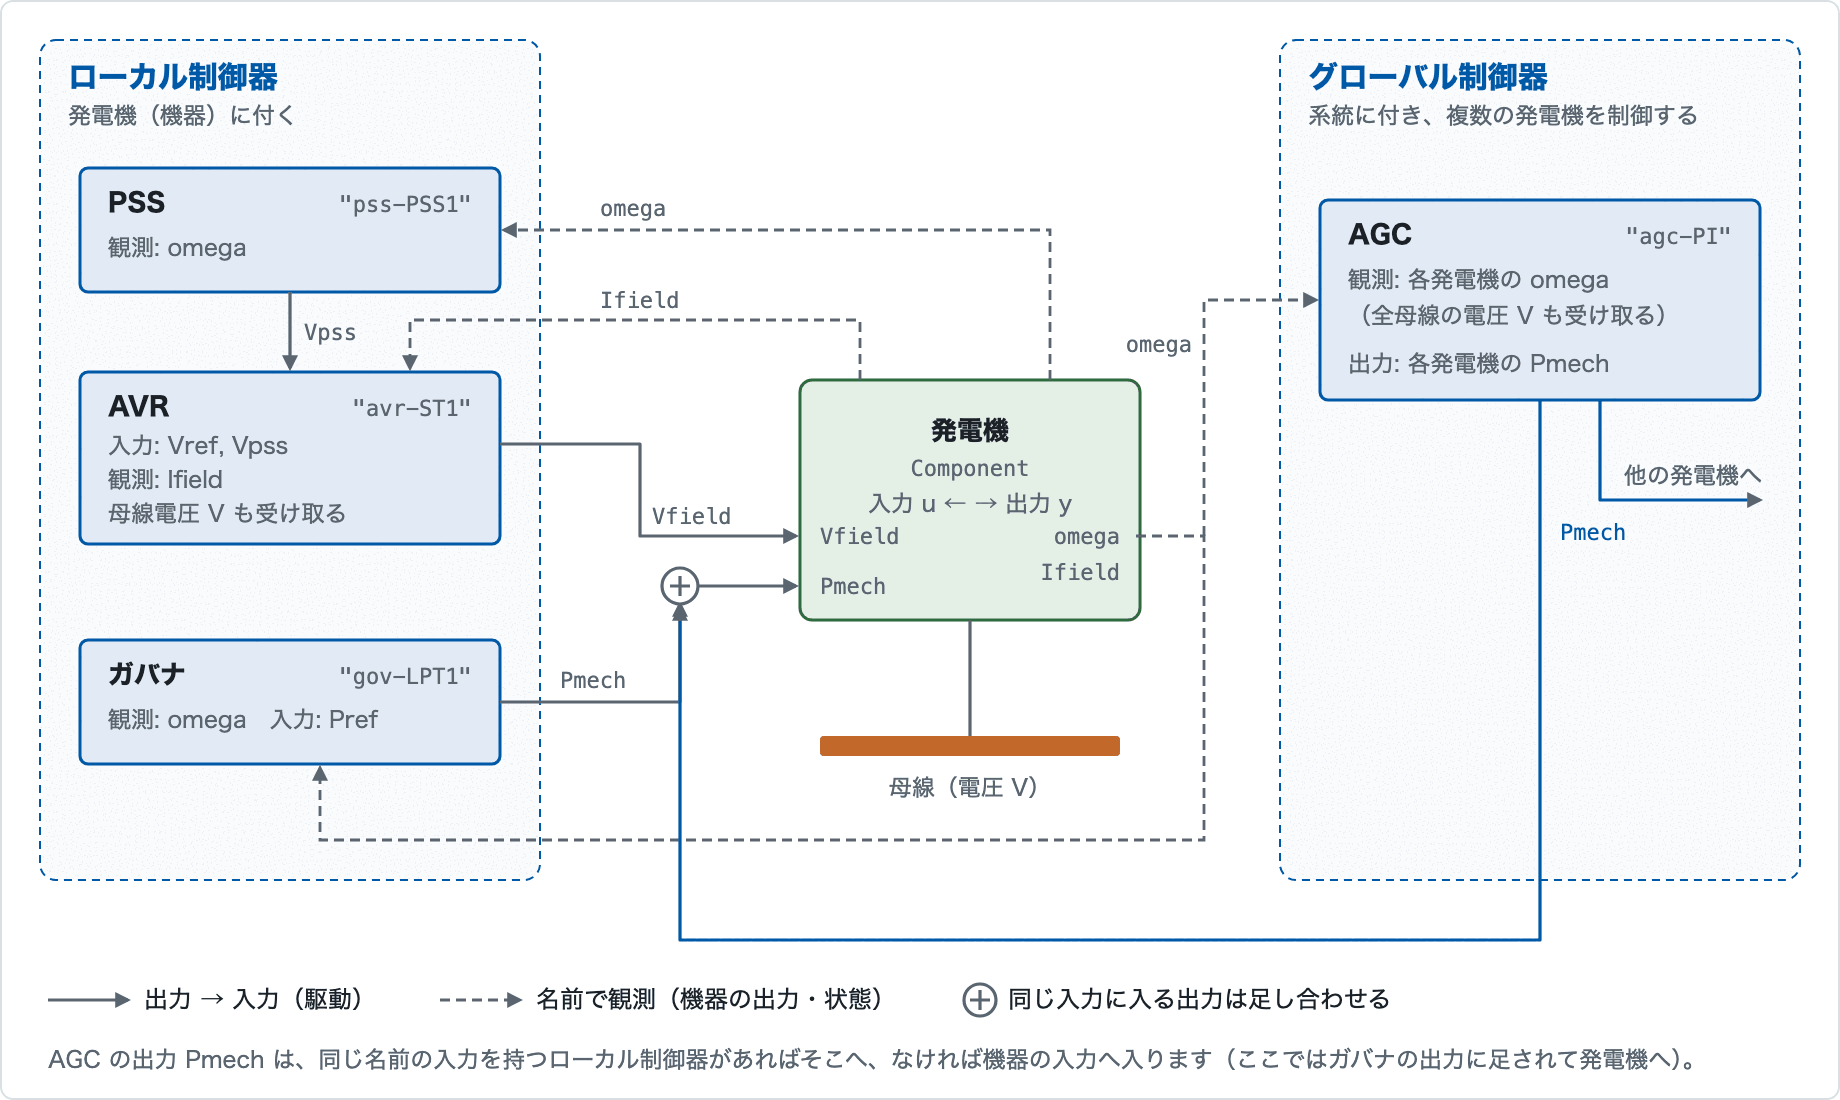 ローカル制御器
発電機（機器）に付く
PSS
"pss-PSS1"
観測: omega
Vpss
AVR
"avr-ST1"
入力: Vref, Vpss
観測: Ifield
母線電圧 V も受け取る
ガバナ
"gov-LPT1"
観測: omega　入力: Pref
omega
Ifield
Vfield
Pmech
発電機
Component
入力 u ← → 出力 y
Vfield
omega
Ifield
Pmech
母線（電圧 V）
omega
グローバル制御器
系統に付き、複数の発電機を制御する
AGC
"agc-PI"
観測: 各発電機の omega
（全母線の電圧 V も受け取る）
出力: 各発電機の Pmech
他の発電機へ
Pmech
出力 → 入力（駆動）
名前で観測（機器の出力・状態）
同じ入力に入る出力は足し合わせる
AGC の出力 Pmech は、同じ名前の入力を持つローカル制御器があればそこへ、なければ機器の入力へ入ります（ここではガバナの出力に足されて発電機へ）。